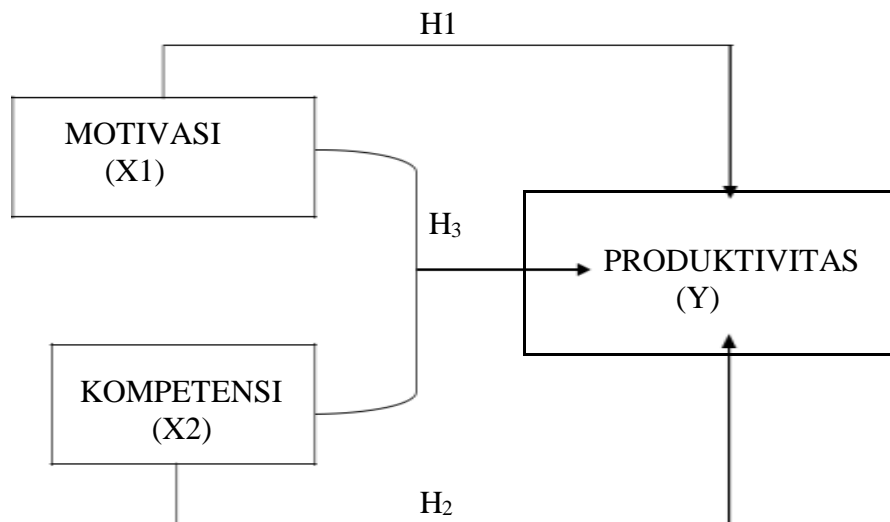 H1
MOTIVASI
(X1)
H₃
PRODUKTIVITAS
(Y)
KOMPETENSI
(X2)
H₂